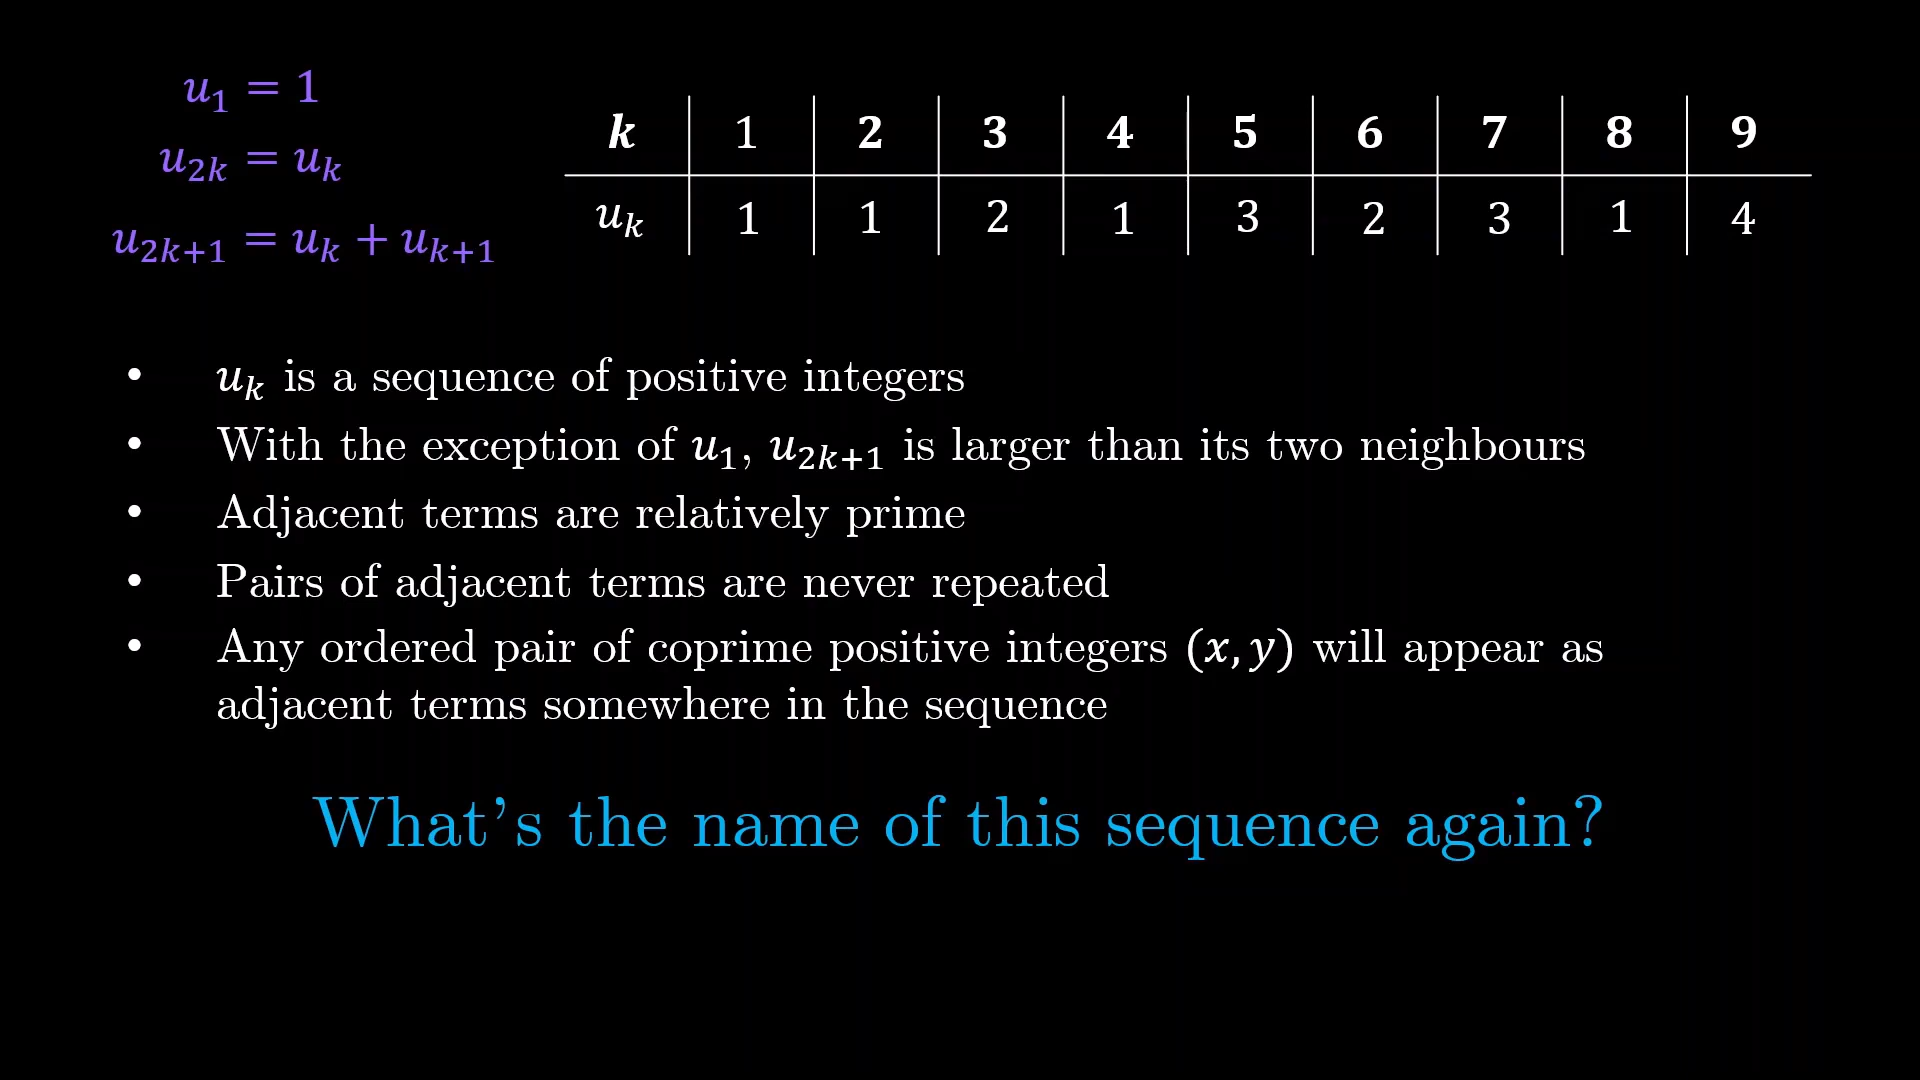 u₁ = 1
u₂ₖ = uₖ
u₂ₖ₊₁ = uₖ + uₖ₊₁
k 1 2 3 4 5 6 7 8 9
uₖ 1 1 2 1 3 2 3 1 4
• uₖ is a sequence of positive integers
• With the exception of u₁, u₂ₖ₊₁ is larger than its two neighbours
• Adjacent terms are relatively prime
• Pairs of adjacent terms are never repeated
• Any ordered pair of coprime positive integers (x, y) will appear as
adjacent terms somewhere in the sequence
What’s the name of this sequence again?